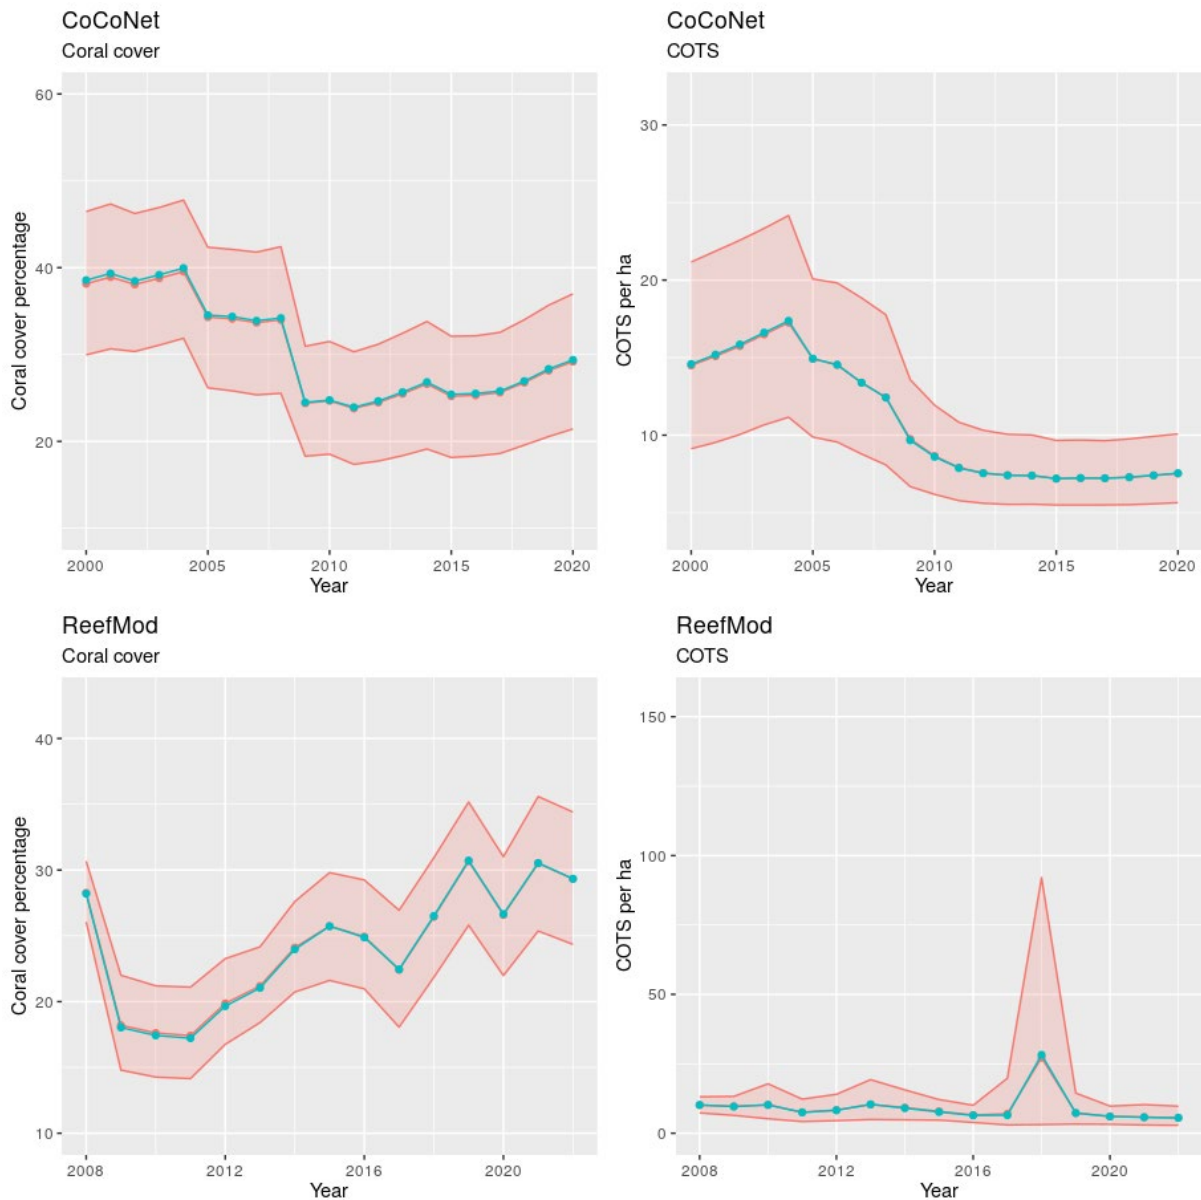 CoCoNet
Coral cover
60
40
20
Coral cover percentage
2000 2005 2010 2015 2020
Year
CoCoNet
COTS
30
20
10
COTS per ha
2000 2005 2010 2015 2020
Year
ReefMod
Coral cover
40
30
20
10
Coral cover percentage
2008 2012 2016 2020
Year
ReefMod
COTS
150
100
50
0
COTS per ha
2008 2012 2016 2020
Year